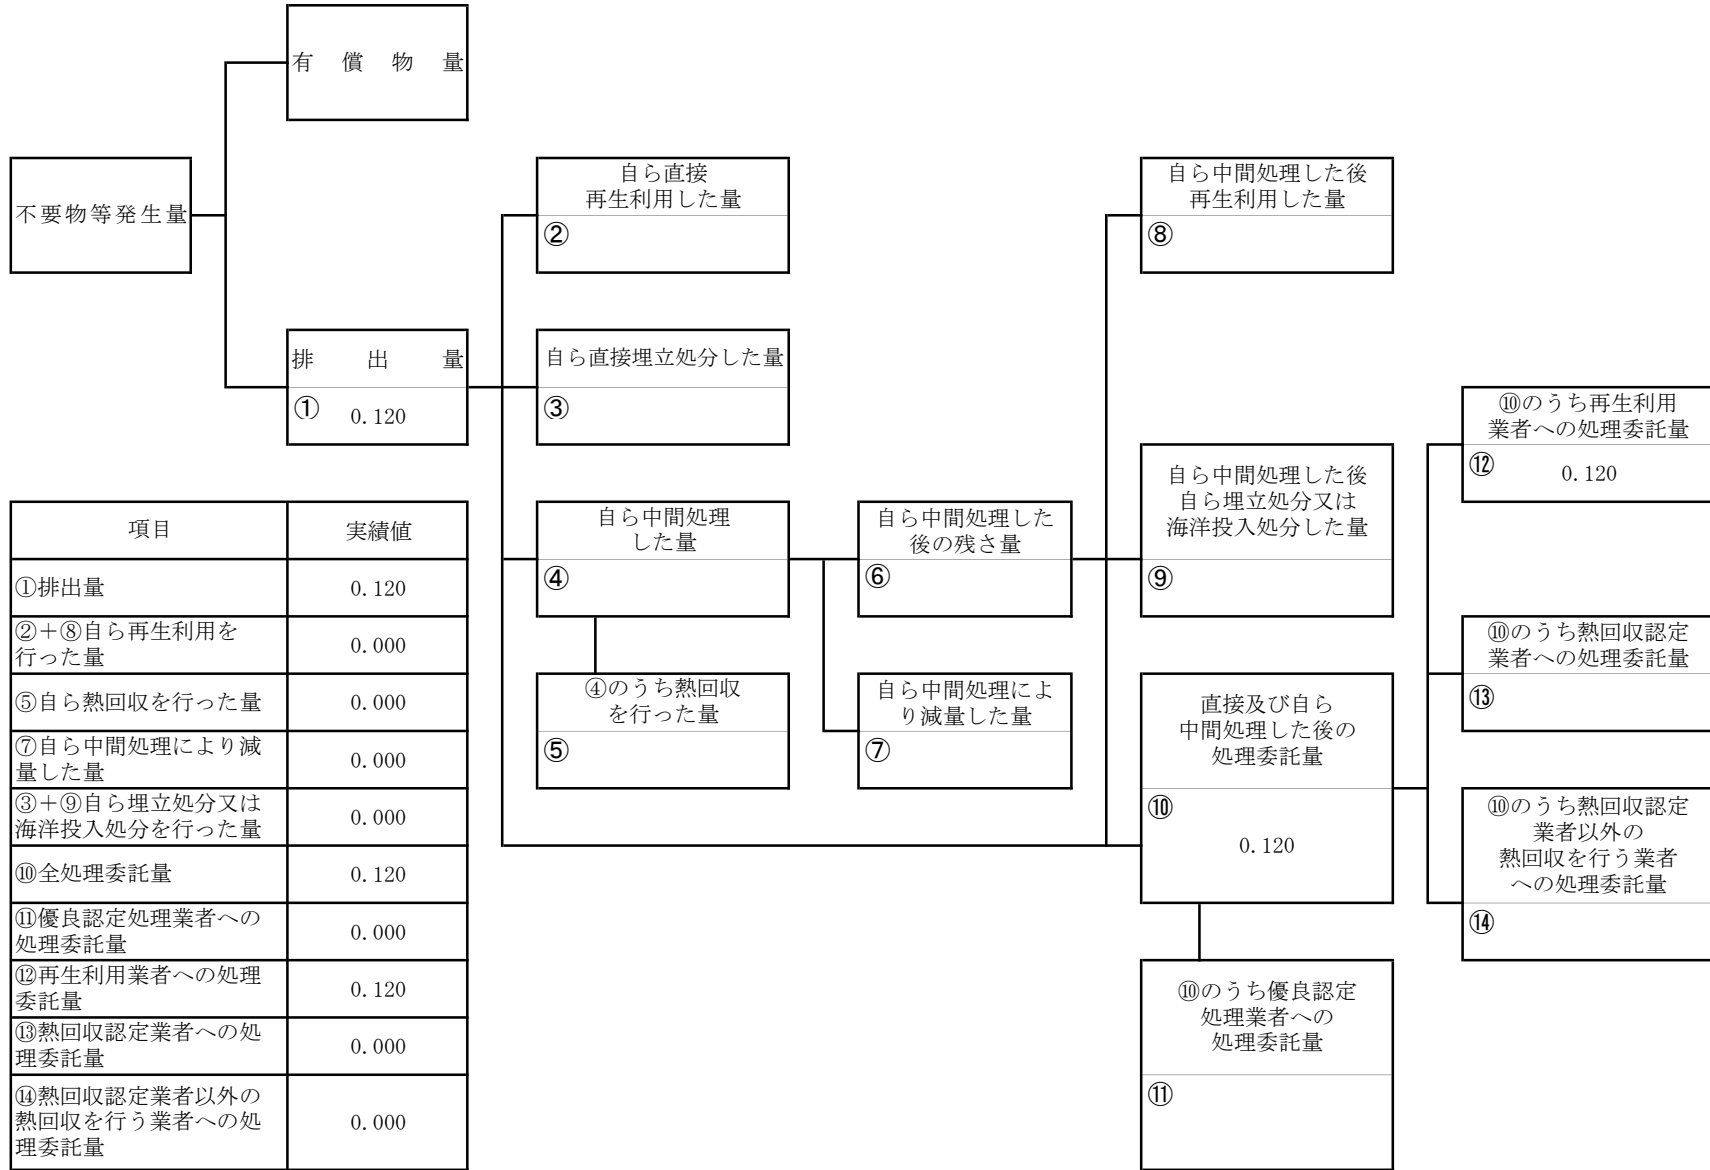 有償物量
不要物等発生量
自ら直接
再生利用した量
②
自ら中間処理した後
再生利用した量
⑧
排出量
① 0.120
自ら直接埋立処分した量
③
⑩のうち再生利用
業者への処理委託量
⑫ 0.120
自ら中間処理
した量
④
自ら中間処理した
後の残さ量
⑥
自ら中間処理した後
自ら埋立処分又は
海洋投入処分した量
⑨
⑩のうち熱回収認定
業者への処理委託量
⑬
④のうち熱回収
を行った量
⑤
自ら中間処理によ
り減量した量
⑦
直接及び自ら
中間処理した後の
処理委託量
⑩
0.120
⑩のうち熱回収認定
業者以外の
熱回収を行う業者
への処理委託量
⑭
⑩のうち優良認定
処理業者への
処理委託量
⑪
項目 実績値
①排出量 0.120
②＋⑧自ら再生利用を
行った量 0.000
⑤自ら熱回収を行った量 0.000
⑦自ら中間処理により減
量した量 0.000
③＋⑨自ら埋立処分又は
海洋投入処分を行った量 0.000
⑩全処理委託量 0.120
⑪優良認定処理業者への
処理委託量 0.000
⑫再生利用業者への処理
委託量 0.120
⑬熱回収認定業者への処
理委託量 0.000
⑭熱回収認定業者以外の
熱回収を行う業者への処 0.000
理委託量